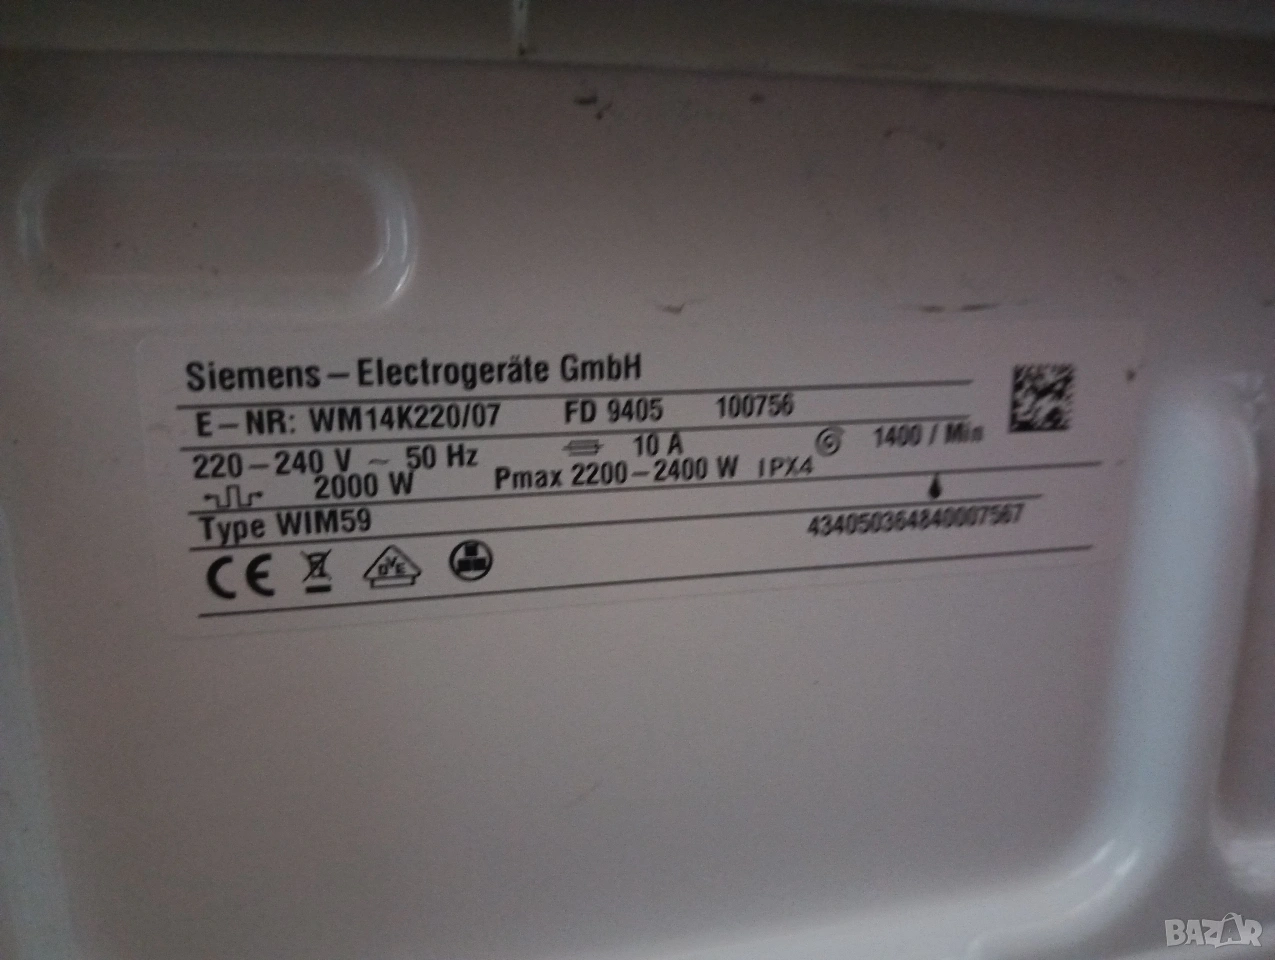 Siemens – Electrogeräte GmbH
E – NR: WM14K220/07 FD 9405 100756
220 – 240 V ~ 50 Hz 10 A 1400 / Min
2000 W Pmax 2200 – 2400 W IPX4
Type WIM59 434050364840007567
CE DVE
BAZAR